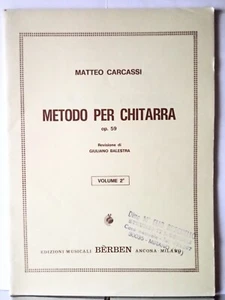 MATTEO CARCASSI
METODO PER CHITARRA
op. 59
Revisione di
GIULIANO BALESTRA
VOLUME 2°
EDIZIONI MUSICALI BÈRBEN ANCONA MILANO